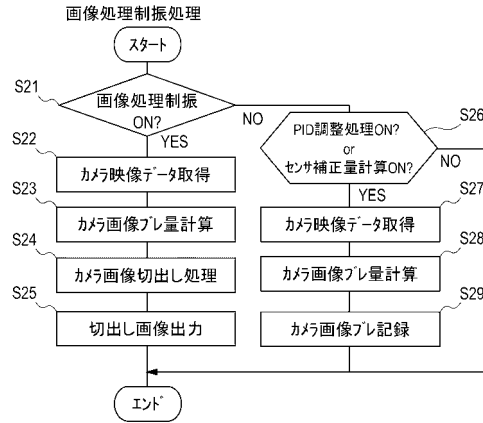 画像処理制振処理
スタート
S21
画像処理制振
ON?
NO
YES
S22
カメラ映像データ取得
S23
カメラ画像ブレ量計算
S24
カメラ画像切出し処理
S25
切出し画像出力
エンド
S26
PID調整処理ON?
or
センサ補正量計算ON?
NO
YES
S27
カメラ映像データ取得
S28
カメラ画像ブレ量計算
S29
カメラ画像ブレ記録